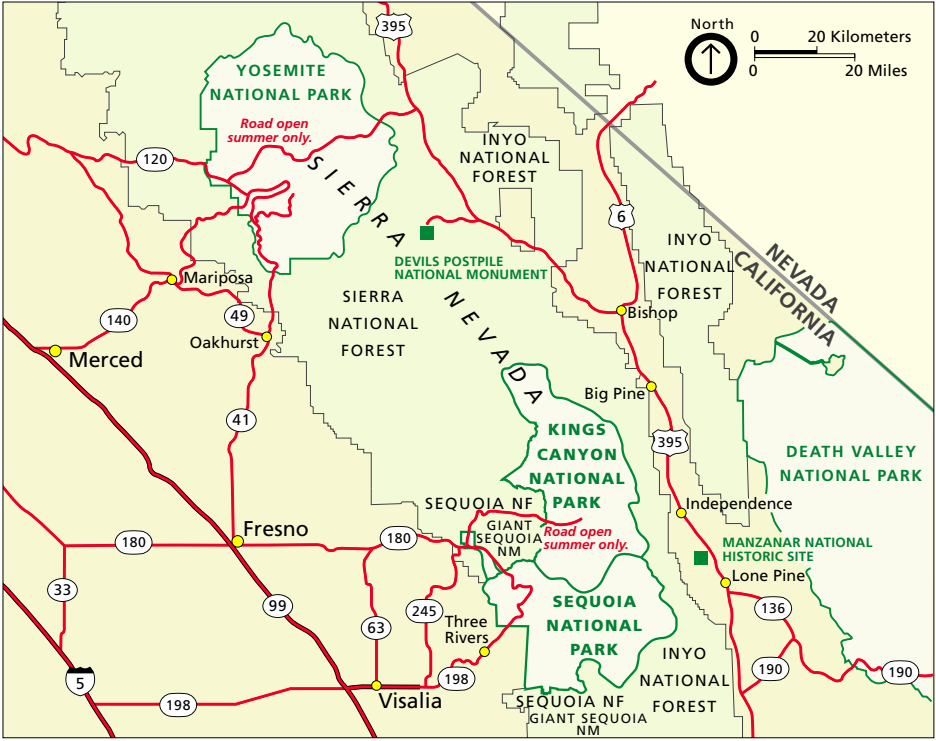 North
0 20 Kilometers
0 20 Miles
395
YOSEMITE
NATIONAL PARK
Road open
summer only.
INYO
NATIONAL
FOREST
120
SIERRA NEVADA
6
INYO
NATIONAL
FOREST
NEVADA
CALIFORNIA
DEVILS POSTPILE
NATIONAL MONUMENT
Mariposa
SIERRA
NATIONAL
FOREST
49
140
Bishop
Oakhurst
Merced
Big Pine
41
KINGS
CANYON
NATIONAL
PARK
395
DEATH VALLEY
NATIONAL PARK
SEQUOIA NF
Independence
GIANT
SEQUOIA
NM
Road open
summer only.
Fresno
180
180
MANZANAR NATIONAL
HISTORIC SITE
Lone Pine
33
99
245
63
Three
Rivers
SEQUOIA
NATIONAL
PARK
136
INYO
NATIONAL
FOREST
190
190
5
198
198
Visalia
SEQUOIA NF
GIANT SEQUOIA
NM